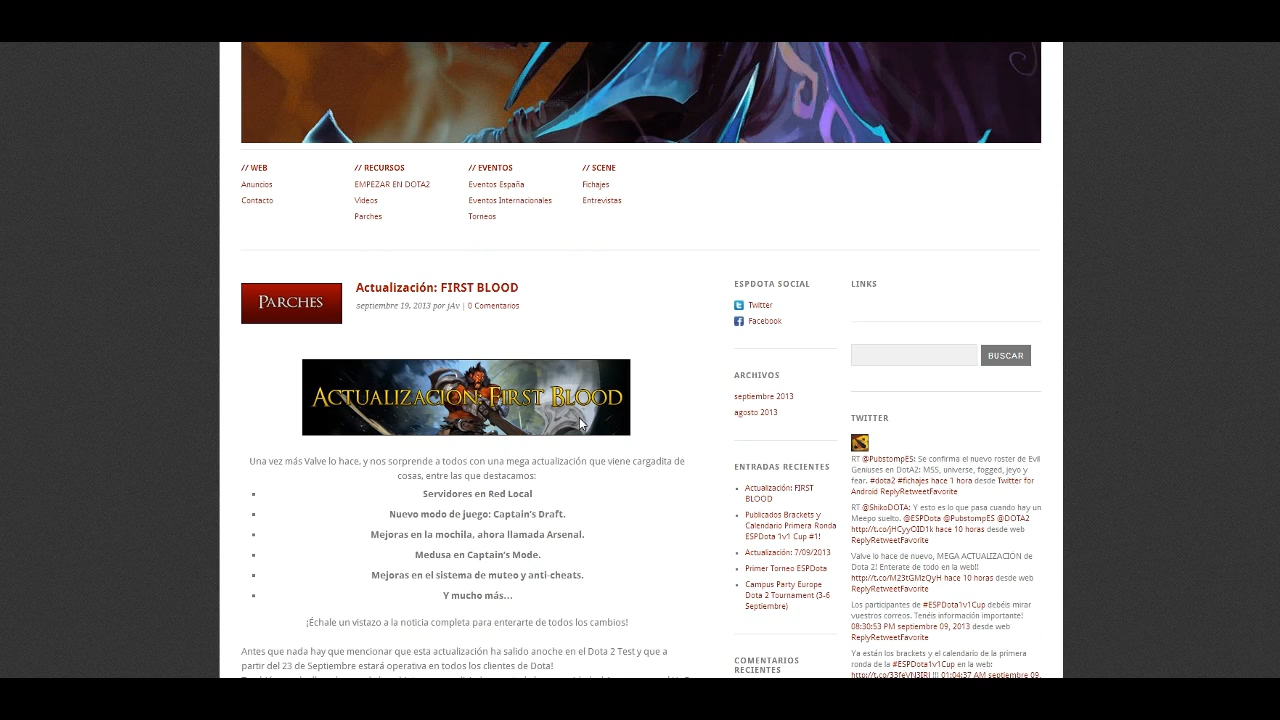 // WEB
Anuncios
Contacto
// RECURSOS
EMPEZAR EN DOTA2
Videos
Parches
// EVENTOS
Eventos España
Eventos Internacionales
Torneos
// SCENE
Fichajes
Entrevistas
PARCHES
Actualización: FIRST BLOOD
septiembre 19, 2013 por jAv | 0 Comentarios
ACTUALIZACIÓN: FIRST BLOOD
Una vez más Valve lo hace, y nos sorprende a todos con una mega actualización que viene cargadita de
cosas, entre las que destacamos:
Servidores en Red Local
Nuevo modo de juego: Captain's Draft.
Mejoras en la mochila, ahora llamada Arsenal.
Medusa en Captain's Mode.
Mejoras en el sistema de muteo y anti-cheats.
Y mucho más...
¡Échale un vistazo a la noticia completa para enterarte de todos los cambios!
Antes que nada hay que mencionar que esta actualización ha salido anoche en el Dota 2 Test y que a
partir del 23 de Septiembre estará operativa en todos los clientes de Dota!
ESPDOTA SOCIAL
Twitter
Facebook
ARCHIVOS
septiembre 2013
agosto 2013
ENTRADAS RECIENTES
Actualización: FIRST
BLOOD
Publicados Brackets y
Calendario Primera Ronda
ESPDota 1v1 Cup #1!
Actualización: 7/09/2013
Primer Torneo ESPDota
Campus Party Europe
Dota 2 Tournament (3-6
Septiembre)
COMENTARIOS
RECIENTES
LINKS
BUSCAR
TWITTER
RT @PubstompES: Se confirma el nuevo roster de Evil
Geniuses en DotA2: MSS, universe, fogged, jeyo y
fear. #dota2 #fichajes hace 1 hora desde Twitter for
Android ReplyRetweetFavorite
RT @ShikoDOTA: Y esto es lo que pasa cuando hay un
Meepo suelto. @ESPDota @PubstompES @DOTA2
http://t.co/jHCyyOID1k hace 10 horas desde web
ReplyRetweetFavorite
Valve lo hace de nuevo, MEGA ACTUALIZACIÓN de
Dota 2! Enterate de todo en la web!!
http://t.co/M23tGMzQyH hace 10 horas desde web
ReplyRetweetFavorite
Los participantes de #ESPDota1v1Cup debéis mirar
vuestros correos. Tenéis información importante!
08:30:53 PM septiembre 09, 2013 desde web
ReplyRetweetFavorite
Ya están los brackets y el calendario de la primera
ronda de la #ESPDota1v1Cup en la web:
!!! 01:04:37 AM septiembre 09,